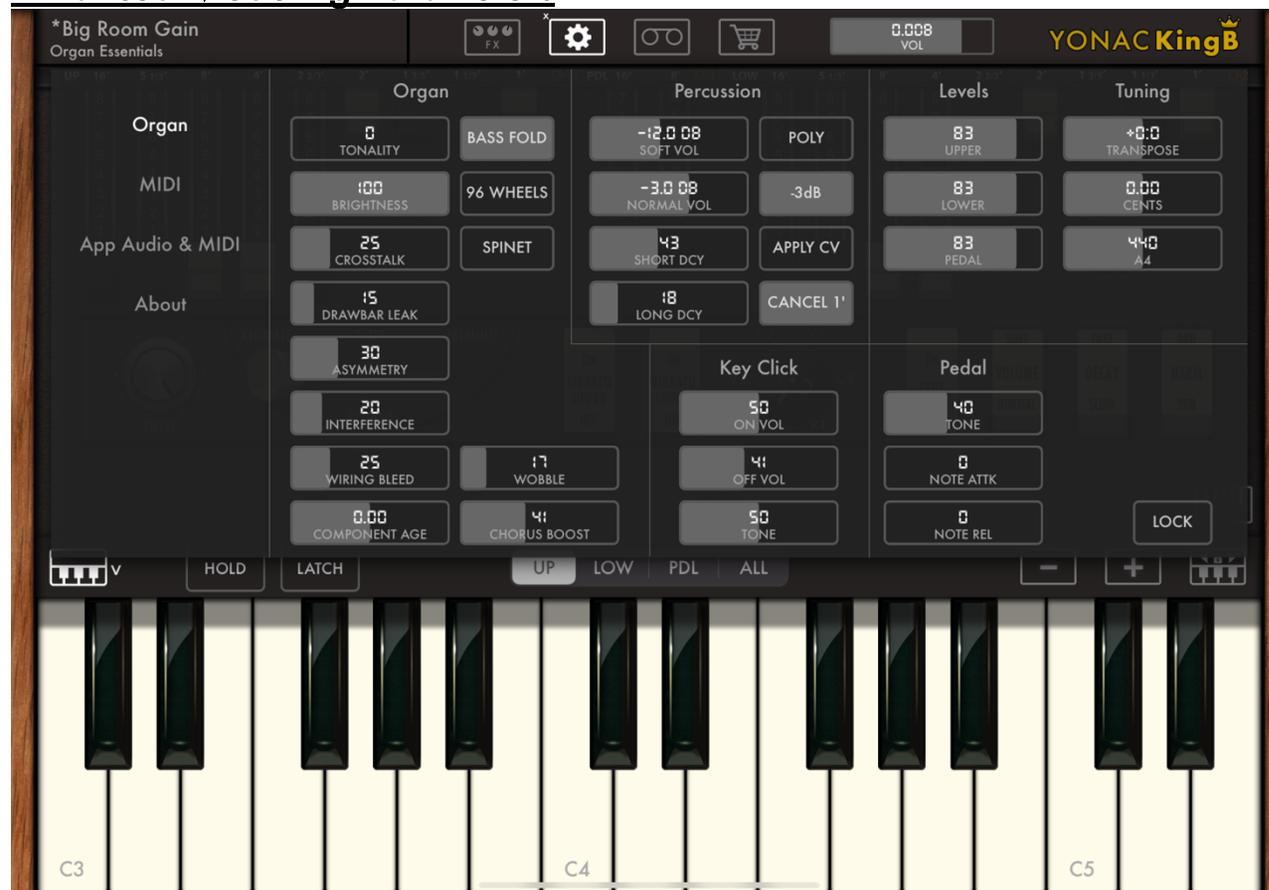 *Big Room Gain
Organ Essentials
FX
x
0.00B
VOL
YONAC KingB
Organ
MIDI
App Audio & MIDI
About
Organ
0
TONALITY
BASS FOLD
100
BRIGHTNESS
96 WHEELS
25
CROSSTALK
SPINET
15
DRAWBAR LEAK
30
ASYMMETRY
20
INTERFERENCE
25
WIRING BLEED
17
WOBBLE
0.00
COMPONENT AGE
41
CHORUS BOOST
Percussion
-12.0 0B
SOFT VOL
POLY
-3.0 0B
NORMAL VOL
-3dB
43
SHORT DCY
APPLY CV
18
LONG DCY
CANCEL 1'
Levels
83
UPPER
83
LOWER
83
PEDAL
Tuning
+0:0
TRANSPOSE
0.00
CENTS
440
A4
Key Click
50
ON VOL
41
OFF VOL
50
TONE
Pedal
40
TONE
0
NOTE ATTK
0
NOTE REL
LOCK
v
HOLD
LATCH
UP
LOW
PDL
ALL
−
+
C3
C4
C5